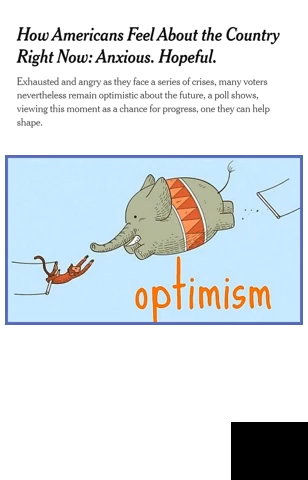 How Americans Feel About the Country
Right Now: Anxious. Hopeful.
Exhausted and angry as they face a series of crises, many voters
nevertheless remain optimistic about the future, a poll shows,
viewing this moment as a chance for progress, one they can help
shape.
optimism